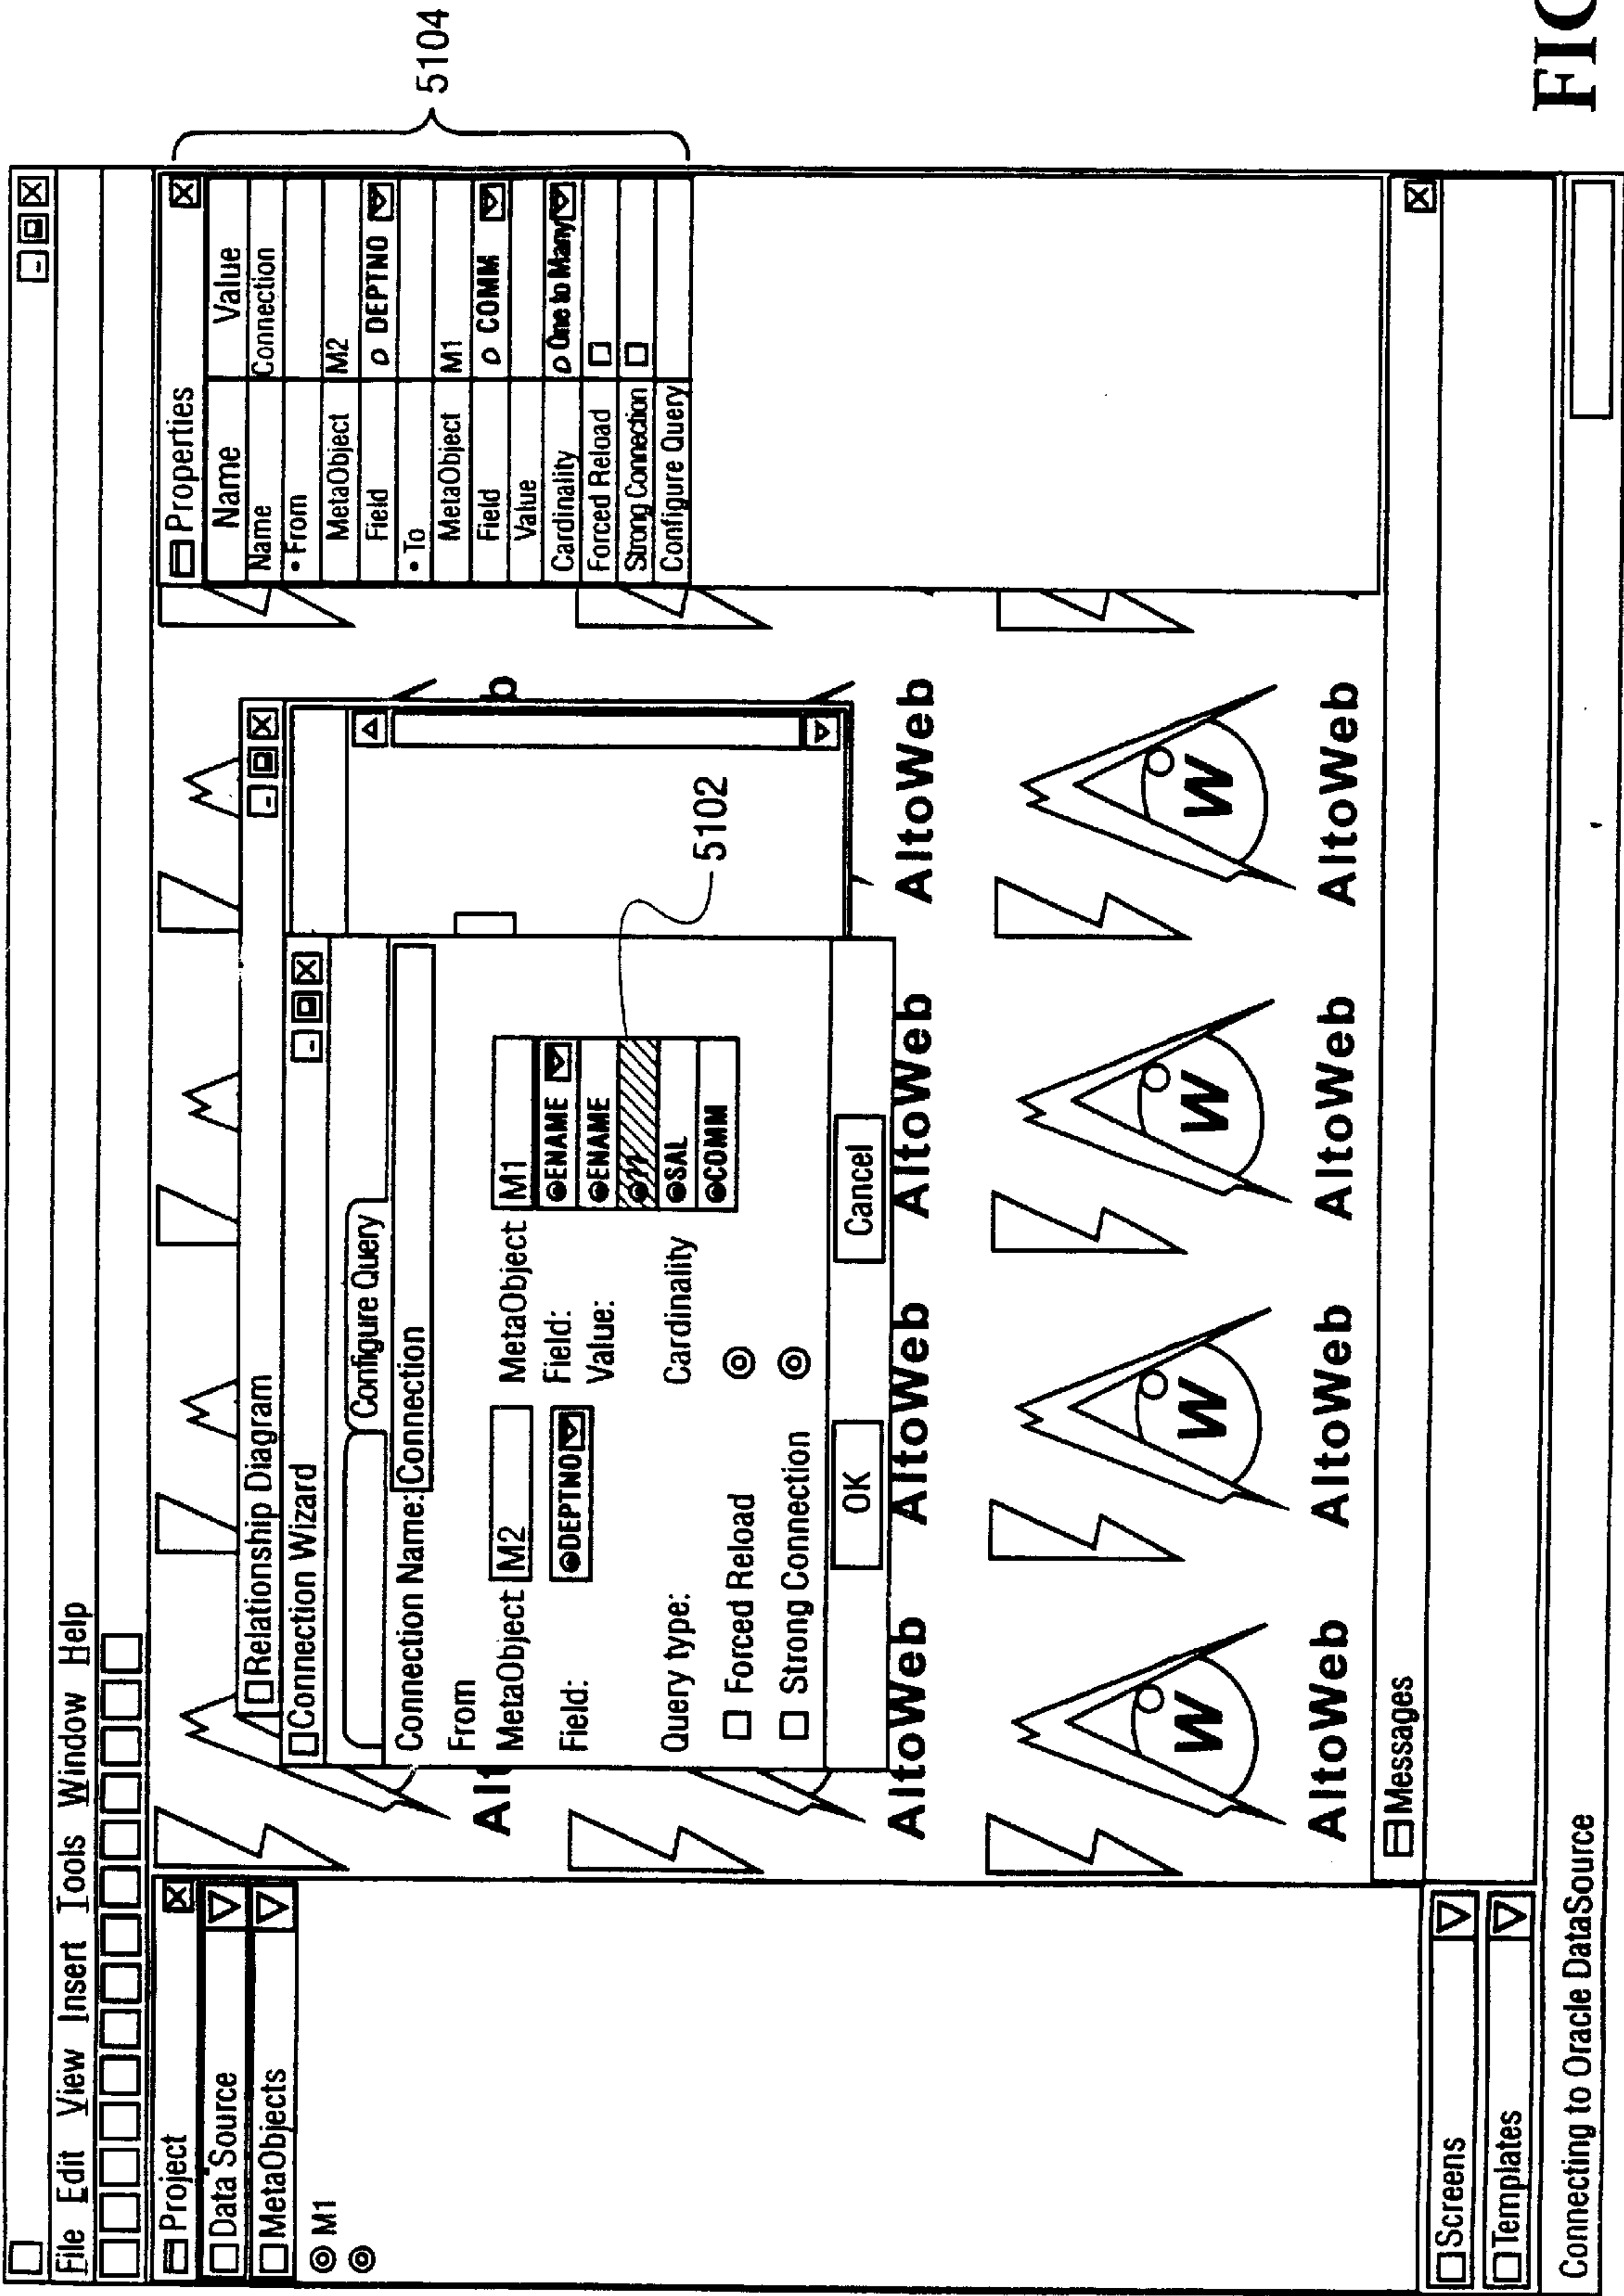 File Edit View Insert Tools Window Help
Project
Data Source
MetaObjects
M1
Screens
Templates
Connecting to Oracle DataSource
Relationship Diagram
Connection Wizard
Configure Query
Connection Name: Connection
From
MetaObject M2 MetaObject M1
Field: DEPTNO Field: ENAME
Value: ENAME
SAL
Query type: Cardinality COMM
Forced Reload
Strong Connection
OK Cancel
5102
Alt
b
AltoWeb AltoWeb AltoWeb AltoWeb
W W W W
AltoWeb AltoWeb AltoWeb AltoWeb
Messages
Properties
Name Value
Name Connection
• From
MetaObject M2
Field DEPTNO
• To
MetaObject M1
Field COMM
Value
Cardinality One to Many
Forced Reload
Strong Connection
Configure Query
5104